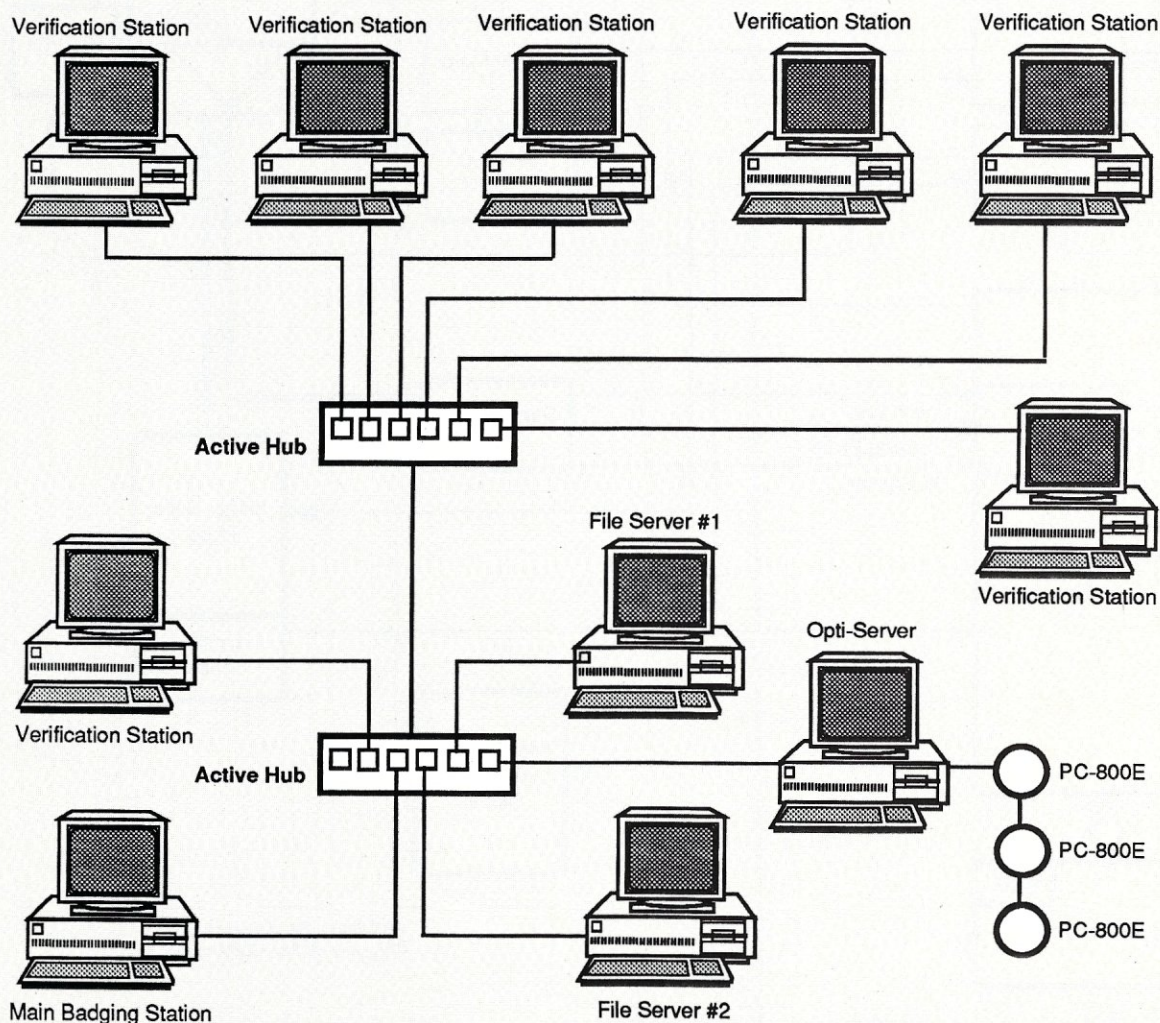 Verification Station
Verification Station
Verification Station
Verification Station
Verification Station
Active Hub
Verification Station
File Server #1
Opti-Server
Verification Station
Active Hub
PC-800E
PC-800E
PC-800E
Main Badging Station
File Server #2